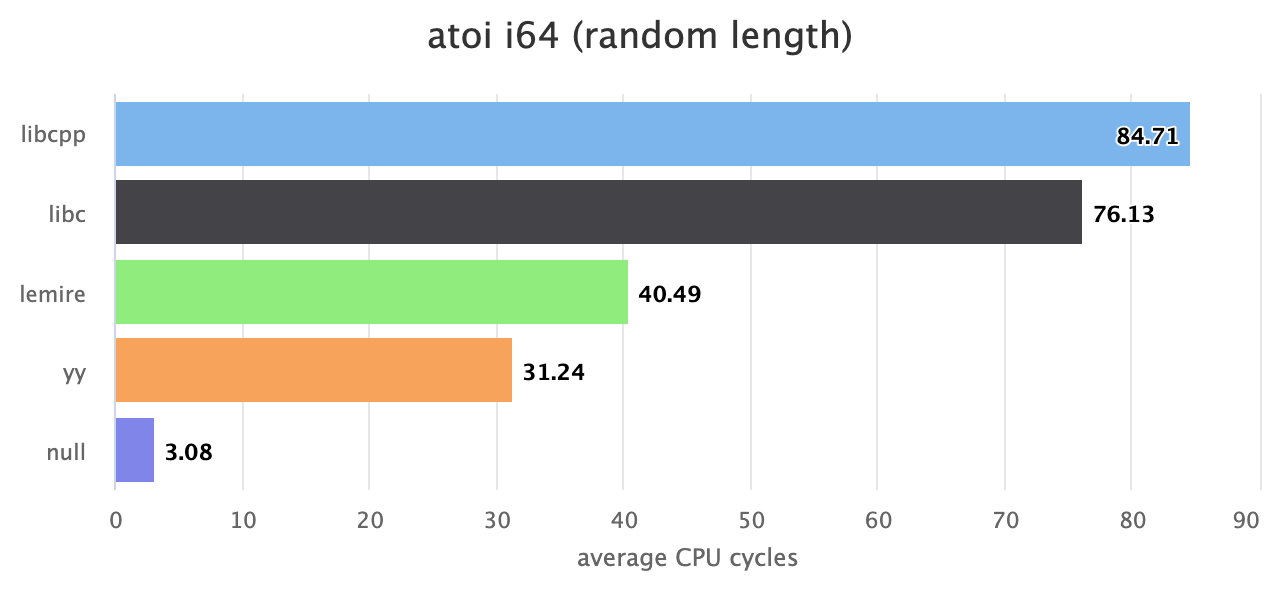 atoi i64 (random length)
libcpp 84.71
libc 76.13
lemire 40.49
yy 31.24
null 3.08
0 10 20 30 40 50 60 70 80 90
average CPU cycles